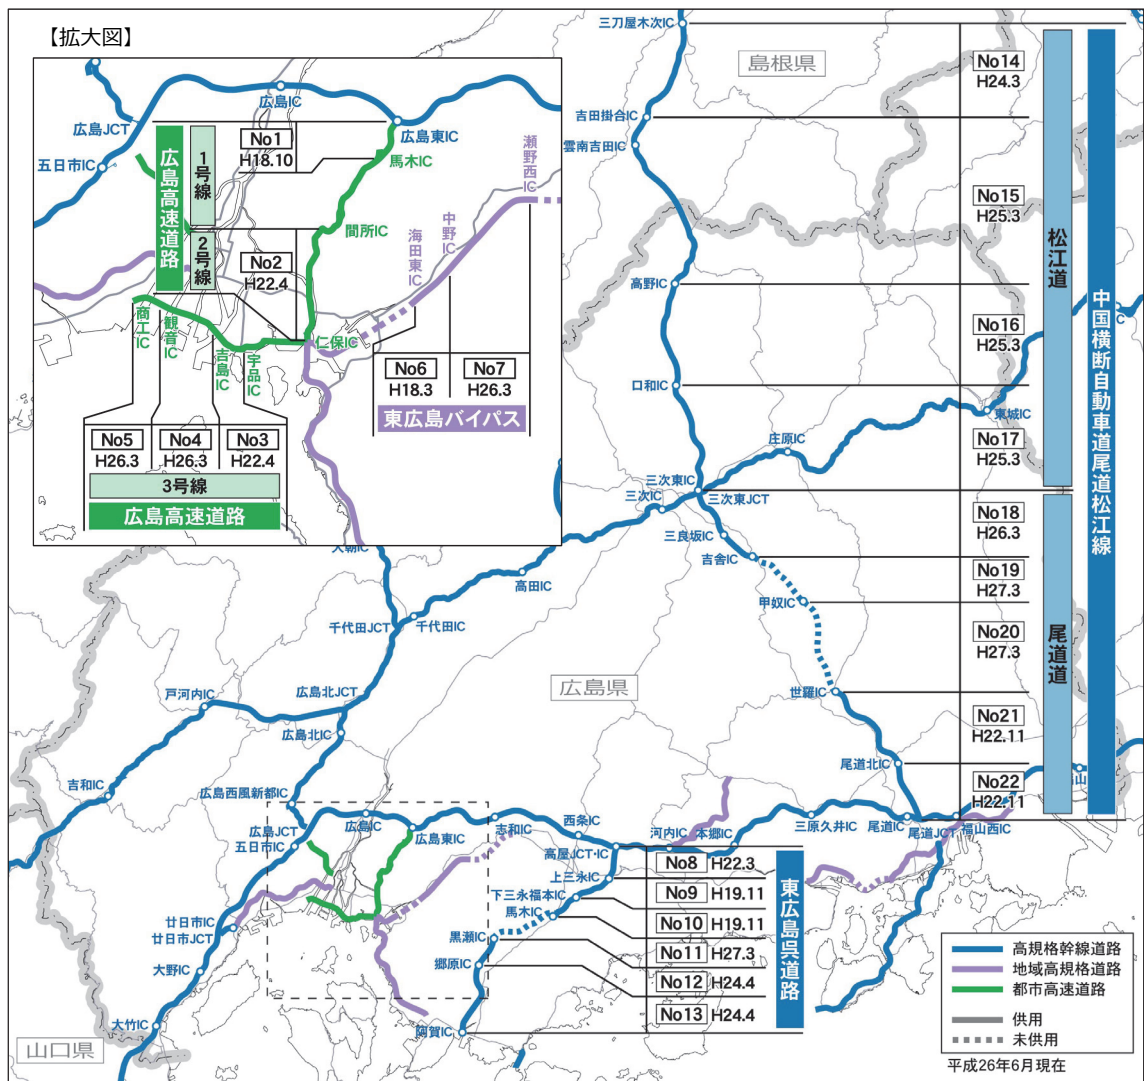 【拡大図】
広島JCT
五日市IC
広島IC
広島東IC
馬木IC
間所IC
仁保IC
瀬野西IC
中野IC
海田東IC
商工IC
観音IC
吉島IC
宇品IC
広島高速道路
1号線
2号線
No1
H18.10
No2
H22.4
No6
H18.3
No7
H26.3
東広島バイパス
No5
H26.3
No4
H26.3
No3
H22.4
3号線
広島高速道路
三刀屋木次IC
島根県
吉田掛合IC
雲南吉田IC
高野IC
口和IC
東城IC
庄原IC
三次東IC
三次東JCT
三次IC
三良坂IC
吉舎IC
甲奴IC
世羅IC
尾道北IC
高田IC
千代田JCT
千代田IC
広島県
戸河内IC
広島北JCT
広島北IC
吉和IC
広島西風新都IC
広島JCT
五日市IC
広島IC
広島東IC
志和IC
西条IC
高屋JCT・IC
河内IC
本郷IC
三原久井IC
尾道IC
尾道JCT
福山西IC
上三永IC
下三永福本IC
馬木IC
黒瀬IC
郷原IC
阿賀IC
廿日市IC
廿日市JCT
大野IC
大竹IC
山口県
No14
H24.3
No15
H25.3
No16
H25.3
No17
H25.3
No18
H26.3
No19
H27.3
No20
H27.3
No21
H22.11
No22
H22.11
松江道
尾道道
中国横断自動車道尾道松江線
No8 H22.3
No9 H19.11
No10 H19.11
No11 H27.3
No12 H24.4
No13 H24.4
東広島呉道路
高規格幹線道路
地域高規格道路
都市高速道路
供用
未供用
平成26年6月現在